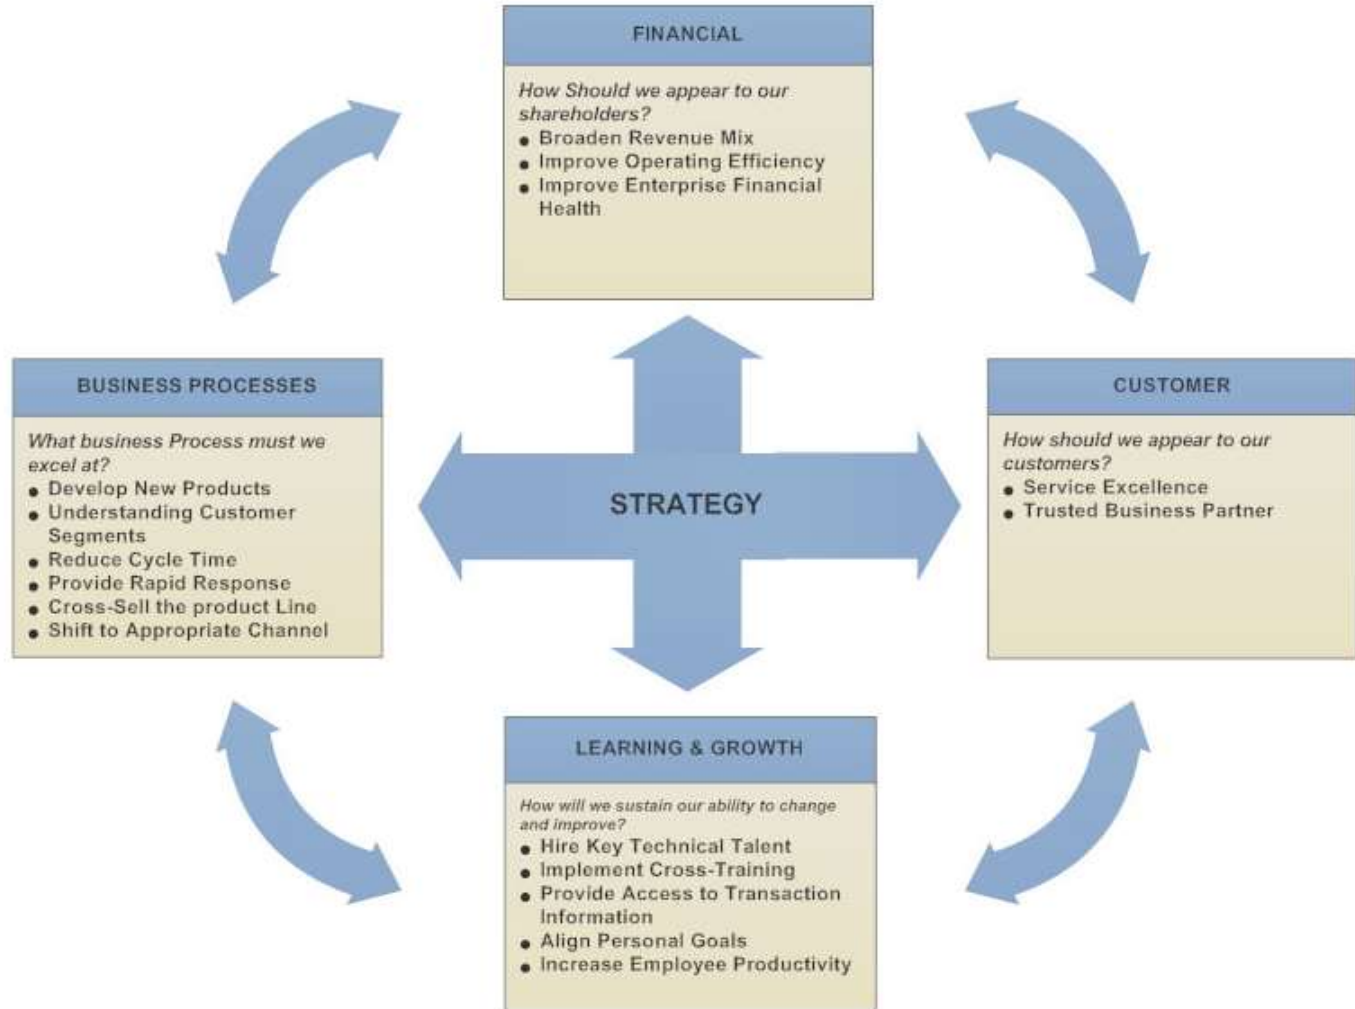 FINANCIAL
How Should we appear to our
shareholders?
● Broaden Revenue Mix
● Improve Operating Efficiency
● Improve Enterprise Financial
Health
BUSINESS PROCESSES
What business Process must we
excel at?
● Develop New Products
● Understanding Customer
Segments
● Reduce Cycle Time
● Provide Rapid Response
● Cross-Sell the product Line
● Shift to Appropriate Channel
STRATEGY
CUSTOMER
How should we appear to our
customers?
● Service Excellence
● Trusted Business Partner
LEARNING & GROWTH
How will we sustain our ability to change
and improve?
● Hire Key Technical Talent
● Implement Cross-Training
● Provide Access to Transaction
Information
● Align Personal Goals
● Increase Employee Productivity